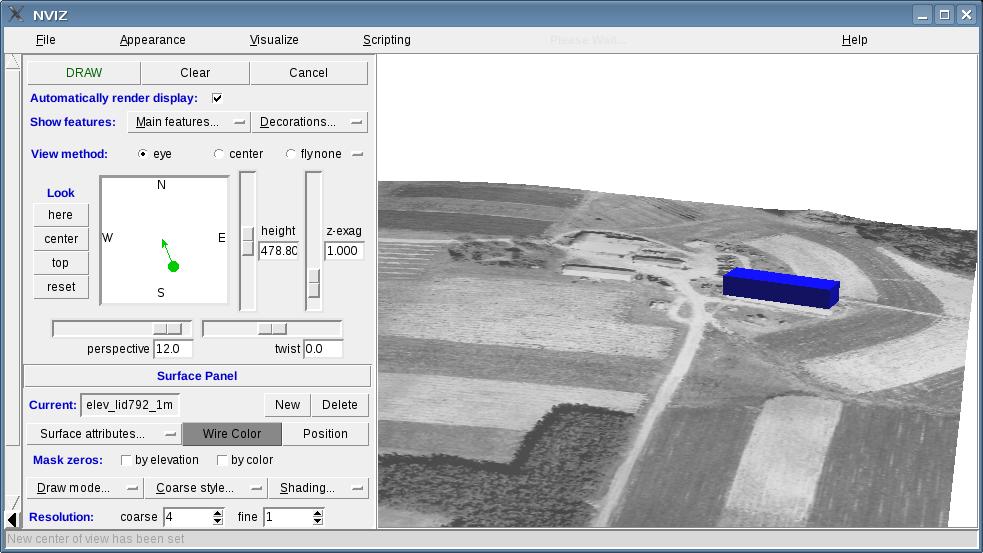 NVIZ
File Appearance Visualize Scripting Please Wait... Help
DRAW Clear Cancel
Automatically render display:
Show features: Main features... Decorations...
View method: eye center flynone
Look
here
center
top
reset
N
W E
S
height
478.80
z-exag
1.000
perspective 12.0 twist 0.0
Surface Panel
Current: elev_lid792_1m New Delete
Surface attributes... Wire Color Position
Mask zeros: by elevation by color
Draw mode... Coarse style... Shading...
Resolution: coarse 4 fine 1
New center of view has been set